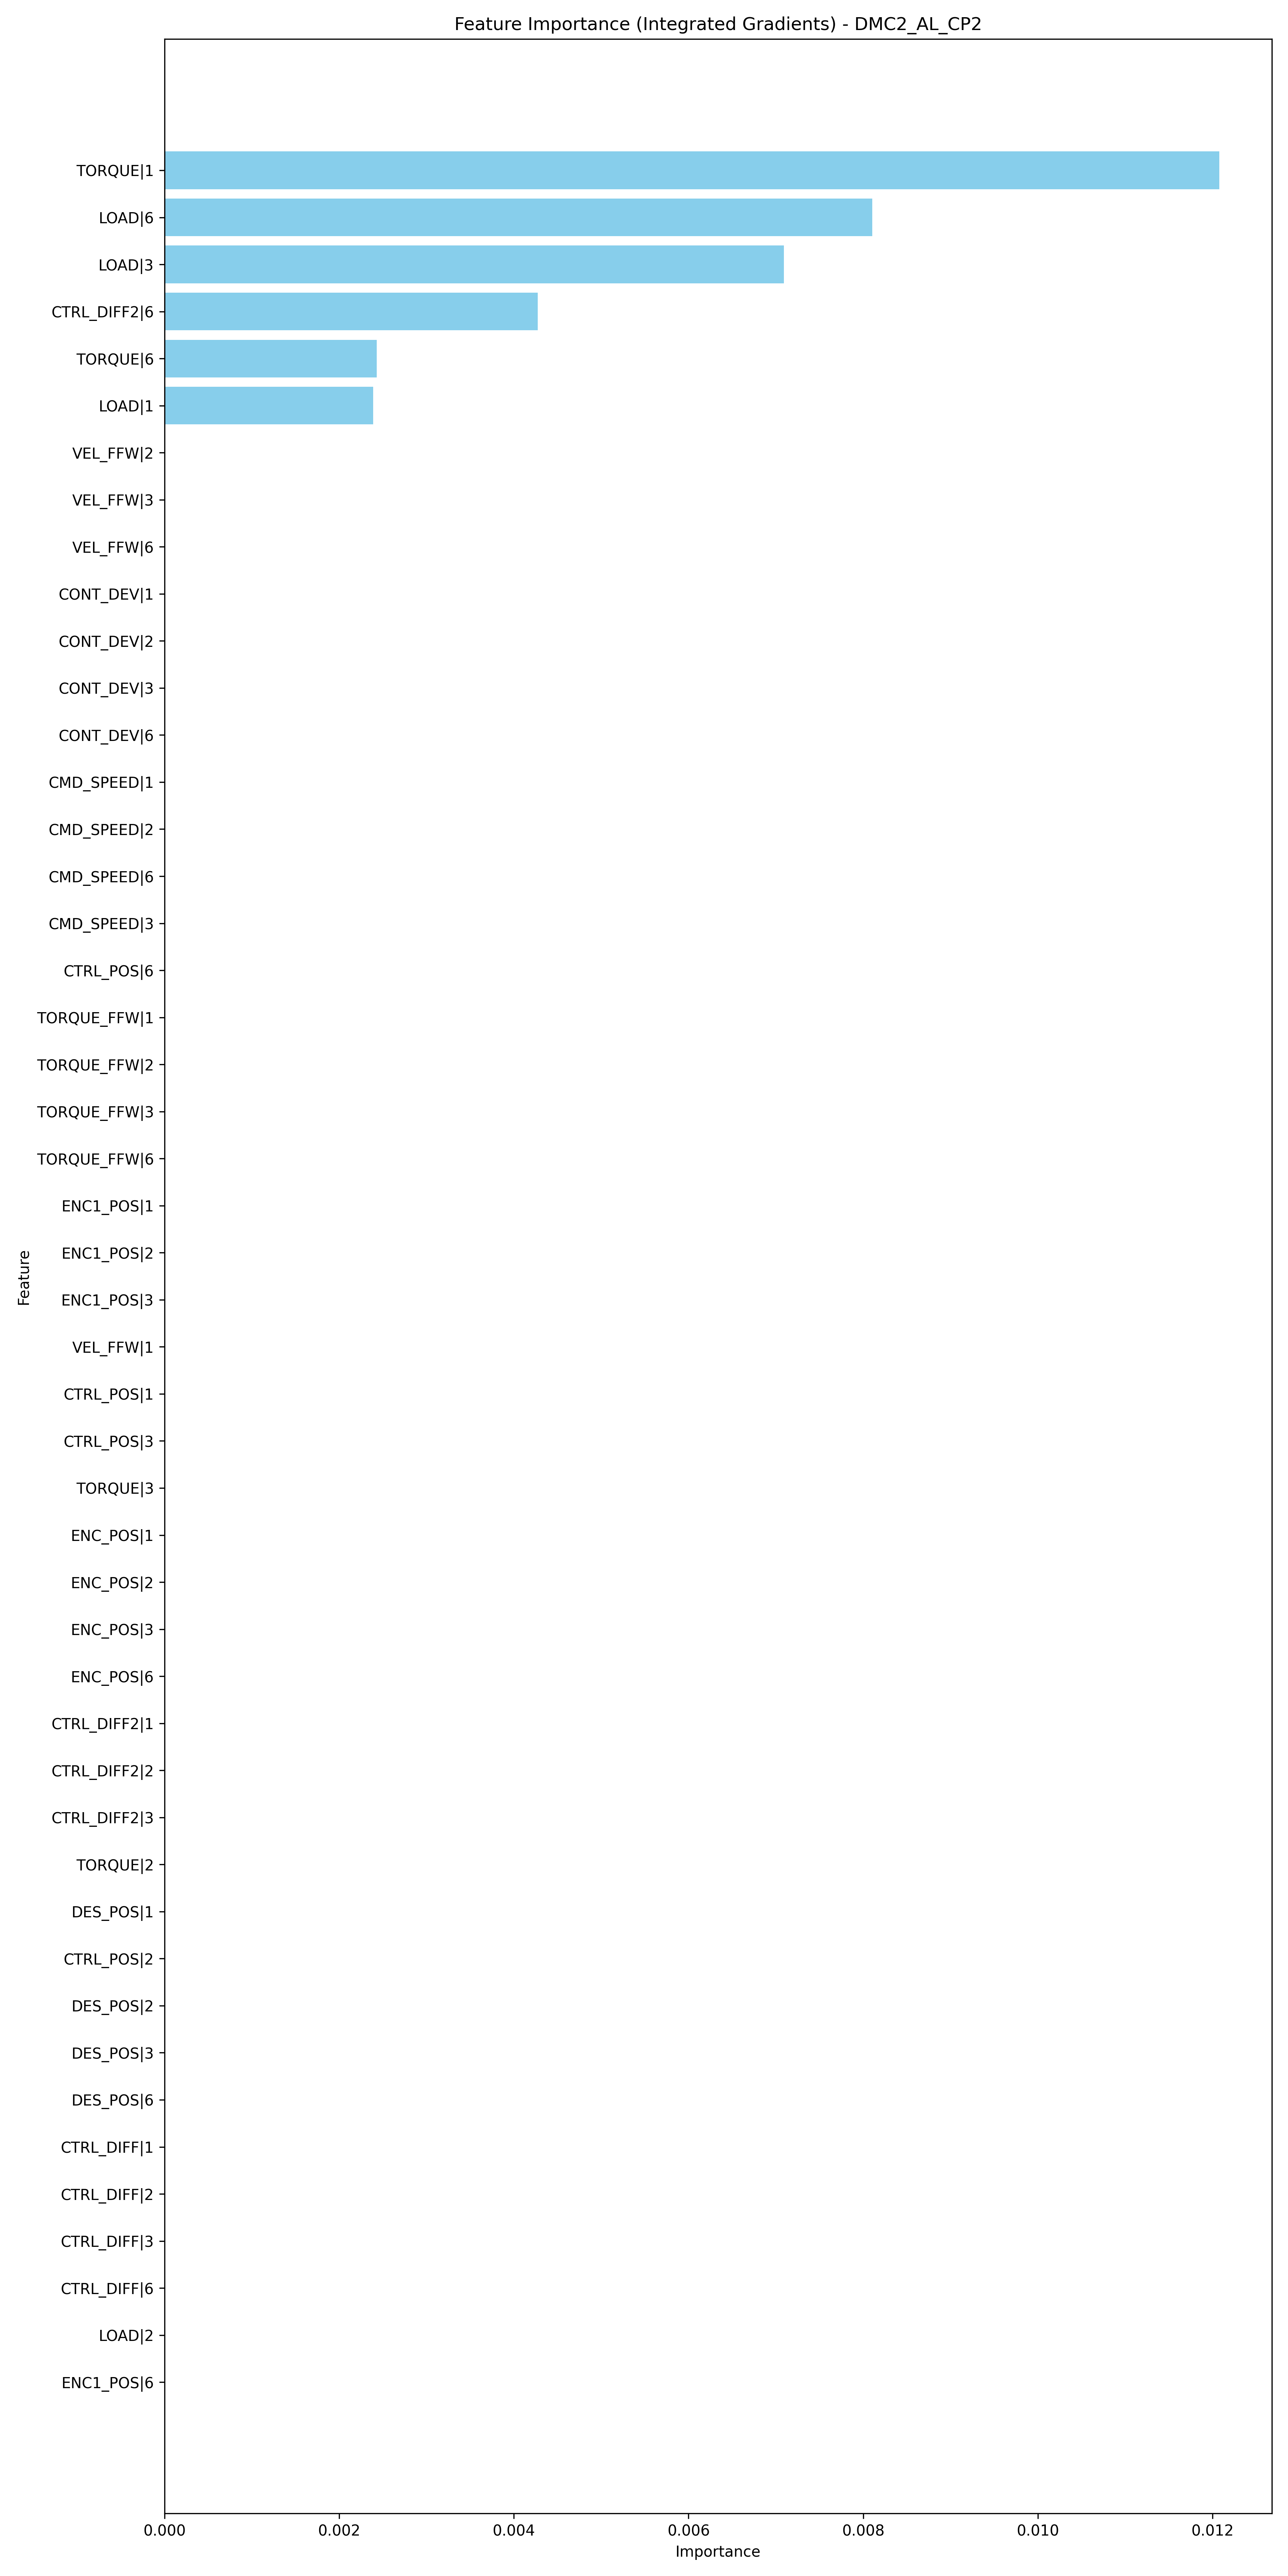 Feature Importance (Integrated Gradients) - DMC2_AL_CP2
TORQUE|1
LOAD|6
LOAD|3
CTRL_DIFF2|6
TORQUE|6
LOAD|1
VEL_FFW|2
VEL_FFW|3
VEL_FFW|6
CONT_DEV|1
CONT_DEV|2
CONT_DEV|3
CONT_DEV|6
CMD_SPEED|1
CMD_SPEED|2
CMD_SPEED|6
CMD_SPEED|3
CTRL_POS|6
TORQUE_FFW|1
TORQUE_FFW|2
TORQUE_FFW|3
TORQUE_FFW|6
ENC1_POS|1
ENC1_POS|2
ENC1_POS|3
VEL_FFW|1
CTRL_POS|1
CTRL_POS|3
TORQUE|3
ENC_POS|1
ENC_POS|2
ENC_POS|3
ENC_POS|6
CTRL_DIFF2|1
CTRL_DIFF2|2
CTRL_DIFF2|3
TORQUE|2
DES_POS|1
CTRL_POS|2
DES_POS|2
DES_POS|3
DES_POS|6
CTRL_DIFF|1
CTRL_DIFF|2
CTRL_DIFF|3
CTRL_DIFF|6
LOAD|2
ENC1_POS|6
Feature
0.000 0.002 0.004 0.006 0.008 0.010 0.012
Importance